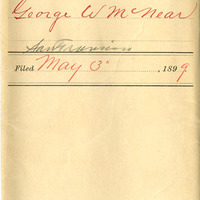 George W McNear
San Francisco
Filed May 3" , 1899